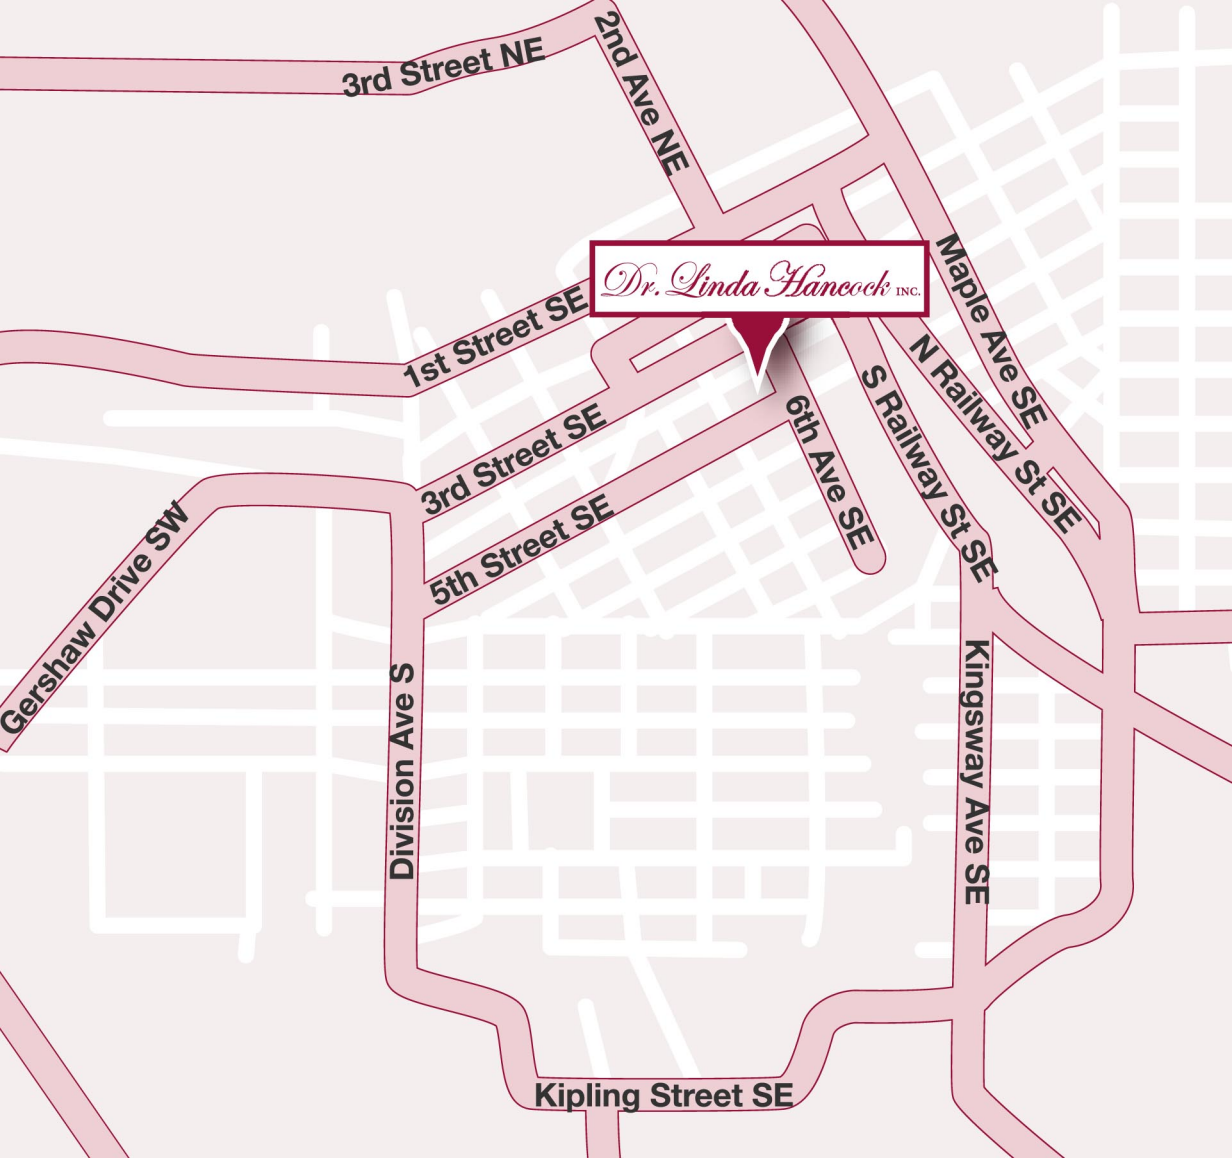 3rd Street NE
2nd Ave NE
Dr. Linda Hancock INC.
1st Street SE
Maple Ave SE
N Railway St SE
S Railway St SE
6th Ave SE
3rd Street SE
5th Street SE
Gershaw Drive SW
Division Ave S
Kingsway Ave SE
Kipling Street SE